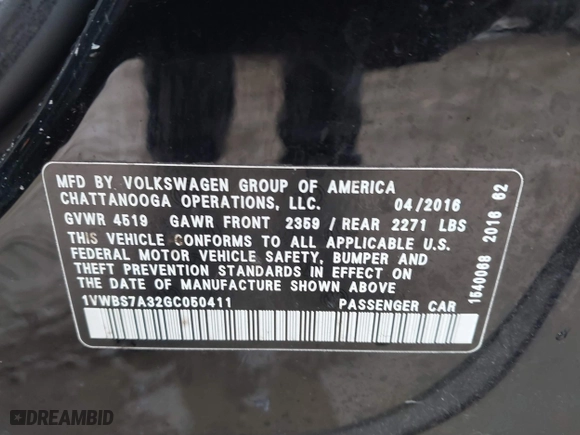 MFD BY VOLKSWAGEN GROUP OF AMERICA
CHATTANOOGA OPERATIONS, LLC. 04/2016
GVWR 4519 GAWR FRONT 2359 / REAR 2271 LBS
THIS VEHICLE CONFORMS TO ALL APPLICABLE U.S.
FEDERAL MOTOR VEHICLE SAFETY, BUMPER AND
THEFT PREVENTION STANDARDS IN EFFECT ON
THE DATE OF MANUFACTURE SHOWN ABOVE
1VWBS7A32GC050411 PASSENGER CAR
1640068 2016 62
DREAMBID